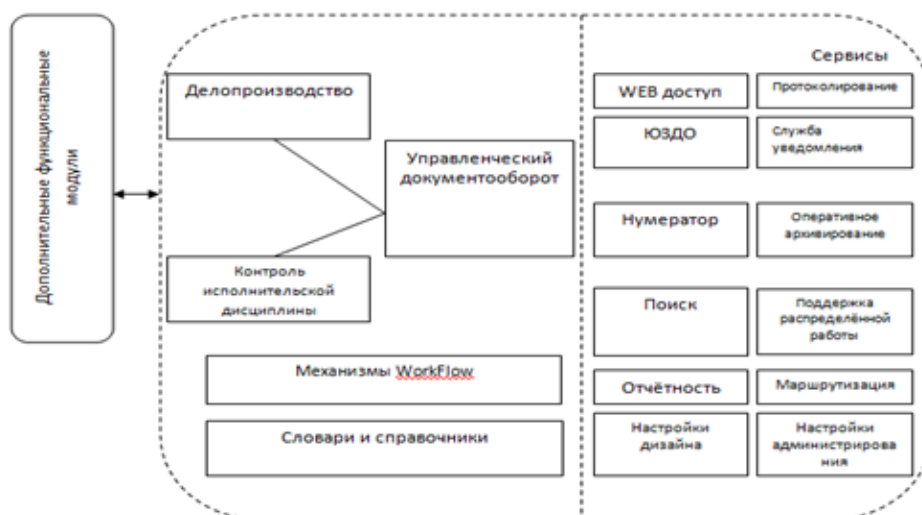 Дополнительные функциональные
модули
Делопроизводство
Управленческий
документооборот
Контроль
исполнительской
дисциплины
Механизмы WorkFlow
Словари и справочники
Сервисы
WEB доступ
Протоколирование
ЮЗДО
Служба
уведомления
Нумератор
Оперативное
архивирование
Поиск
Поддержка
распределённой
работы
Отчётность
Маршрутизация
Настройки
дизайна
Настройки
администрирова
ния